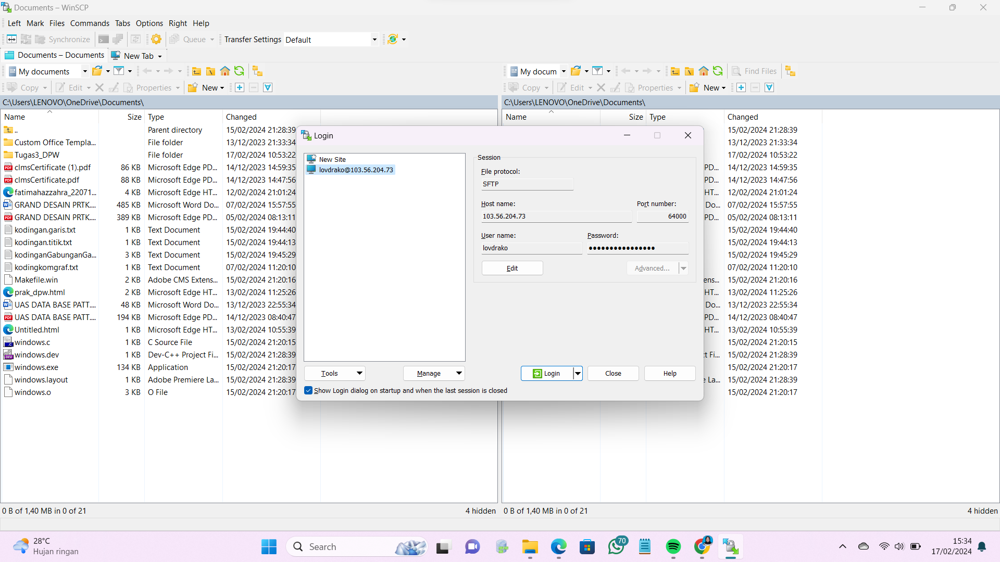 Documents – WinSCP
Left Mark Files Commands Tabs Options Right Help
Synchronize Queue Transfer Settings Default
Documents – Documents New Tab
My documents
My docum Find Files
Copy Edit Properties New
Copy Edit Properties New
C:\Users\LENOVO\OneDrive\Documents\
C:\Users\LENOVO\OneDrive\Documents\
Name Size Type Changed
.. Parent directory 15/02/2024 21:28:39
Custom Office Templa... File folder 13/12/2023 21:33:34
Tugas3_DPW File folder 17/02/2024 10:53:22
clmsCertificate (1).pdf 86 KB Microsoft Edge PD... 14/12/2023 14:59:35
clmsCertificate.pdf 88 KB Microsoft Edge PD... 14/12/2023 14:47:56
fatimahazzahra_22071... 4 KB Microsoft Edge HT... 12/02/2024 21:01:24
GRAND DESAIN PRTK.... 485 KB Microsoft Word Do... 07/02/2024 15:57:55
GRAND DESAIN PRTK.... 389 KB Microsoft Edge PD... 05/02/2024 08:13:11
kodingan.garis.txt 1 KB Text Document 15/02/2024 19:44:40
kodingan.titik.txt 1 KB Text Document 15/02/2024 19:44:13
kodinganGabunganGa... 3 KB Text Document 15/02/2024 19:45:29
kodingkomgraf.txt 1 KB Text Document 07/02/2024 11:20:10
Makefile.win 2 KB Adobe CMS Extens... 15/02/2024 21:20:16
prak_dpw.html 2 KB Microsoft Edge HT... 13/02/2024 11:25:26
UAS DATA BASE PATT.... 48 KB Microsoft Word Do... 13/12/2023 22:55:34
UAS DATA BASE PATT.... 194 KB Microsoft Edge PD... 14/12/2023 08:40:47
Untitled.html 1 KB Microsoft Edge HT... 13/02/2024 10:55:39
windows.c 1 KB C Source File 15/02/2024 21:20:15
windows.dev 1 KB Dev-C++ Project Fi... 15/02/2024 21:28:39
windows.exe 134 KB Application 15/02/2024 21:20:17
windows.layout 1 KB Adobe Premiere La... 15/02/2024 21:28:39
windows.o 3 KB O File 15/02/2024 21:20:17
Login
New Site
lovdrako@103.56.204.73
Session
File protocol:
SFTP
Host name: Port number:
103.56.204.73 64000
User name: Password:
lovdrako ••••••••••••••••
Edit Advanced...
Tools Manage Login Close Help
Show Login dialog on startup and when the last session is closed
Name Size Type Changed
15/02/2024 21:28:39
13/12/2023 21:33:34
17/02/2024 10:53:22
PD... 14/12/2023 14:59:35
PD... 14/12/2023 14:47:56
HT... 12/02/2024 21:01:24
Do... 07/02/2024 15:57:55
PD... 05/02/2024 08:13:11
15/02/2024 19:44:40
15/02/2024 19:44:13
15/02/2024 19:45:29
07/02/2024 11:20:10
ens... 15/02/2024 21:20:16
HT... 13/02/2024 11:25:26
Do... 13/12/2023 22:55:34
PD... 14/12/2023 08:40:47
HT... 13/02/2024 10:55:39
15/02/2024 21:20:15
t Fi... 15/02/2024 21:28:39
15/02/2024 21:20:17
e La... 15/02/2024 21:28:39
15/02/2024 21:20:17
0 B of 1,40 MB in 0 of 21 4 hidden
0 B of 1,40 MB in 0 of 21 4 hidden
28°C
Hujan ringan
Search
70
15:34
17/02/2024